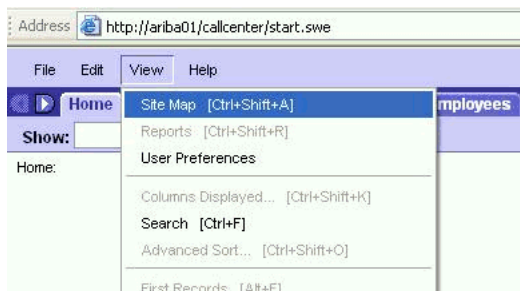 Address http://ariba01/callcenter/start.swe
File Edit View Help
Home Site Map [Ctrl+Shift+A] mployees
Show: Reports [Ctrl+Shift+R]
Home: User Preferences
Columns Displayed... [Ctrl+Shift+K]
Search [Ctrl+F]
Advanced Sort... [Ctrl+Shift+O]
First Records [Alt+F]